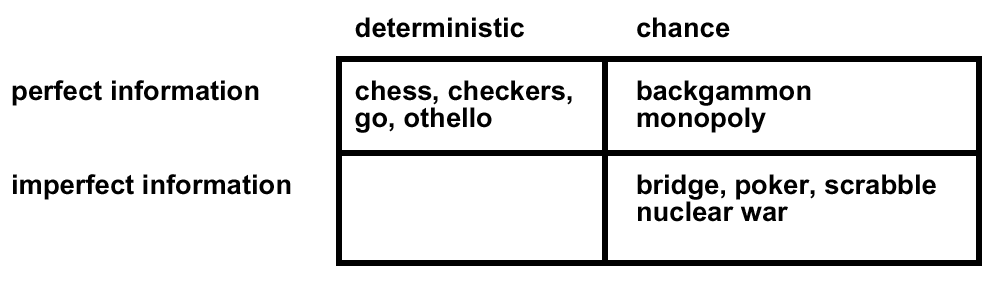 deterministic chance
perfect information chess, checkers, backgammon
go, othello monopoly
imperfect information bridge, poker, scrabble
nuclear war